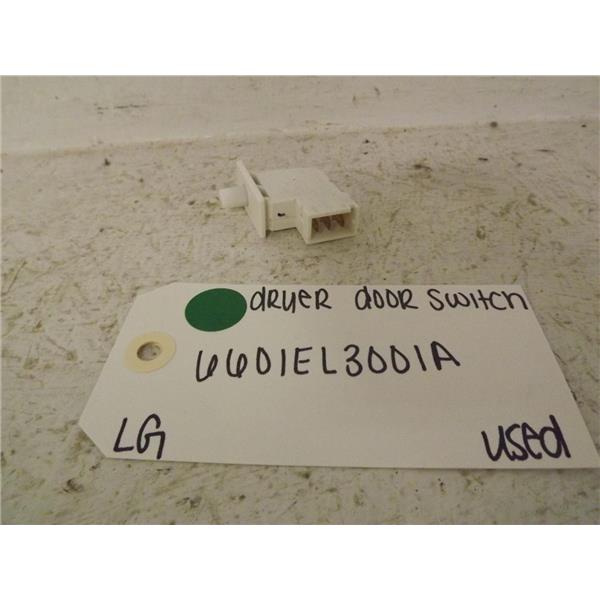 dRyER dOOR Switch
6601EL3001A
LG
used